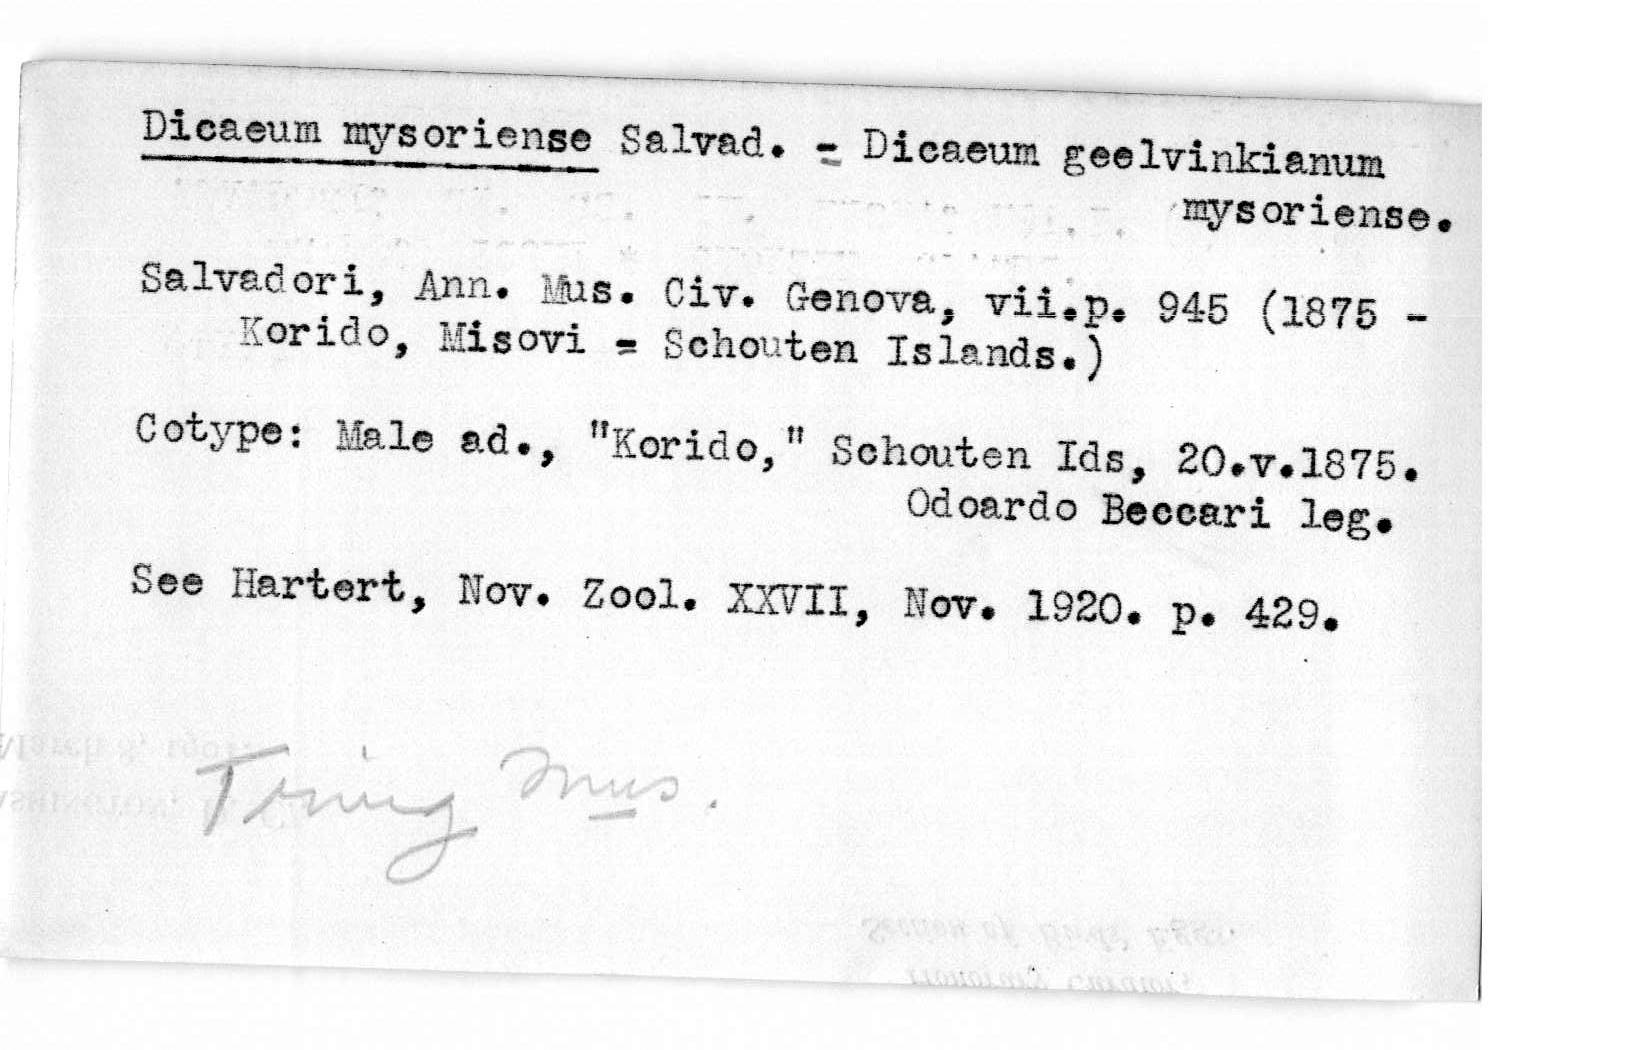 Dicaeum mysoriense Salvad. = Dicaeum geelvinkianum
mysoriense.
Salvadori, Ann. Mus. Civ. Genova, vii.p. 945 (1875 -
Korido, Misovi = Schouten Islands.)
Cotype: Male ad., "Korido," Schouten Ids, 20.v.1875.
Odoardo Beccari leg.
See Hartert, Nov. Zool. XXVII, Nov. 1920. p. 429.
Tring Mus.